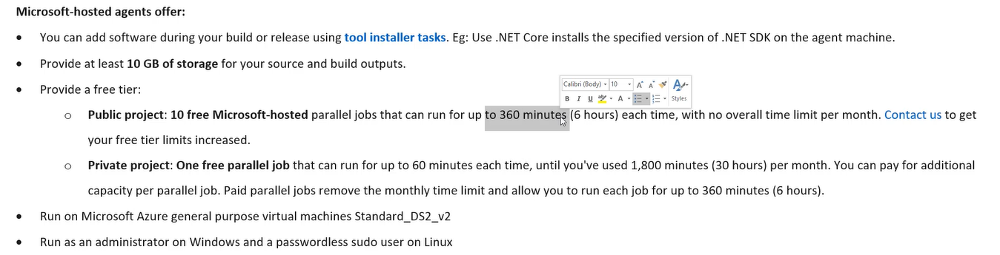 Microsoft-hosted agents offer:
• You can add software during your build or release using tool installer tasks. Eg: Use .NET Core installs the specified version of .NET SDK on the agent machine.
• Provide at least 10 GB of storage for your source and build outputs.
• Provide a free tier:
Calibri (Body) 10 A A A
B I U ab A Styles
o Public project: 10 free Microsoft-hosted parallel jobs that can run for up to 360 minutes (6 hours) each time, with no overall time limit per month. Contact us to get
your free tier limits increased.
o Private project: One free parallel job that can run for up to 60 minutes each time, until you've used 1,800 minutes (30 hours) per month. You can pay for additional
capacity per parallel job. Paid parallel jobs remove the monthly time limit and allow you to run each job for up to 360 minutes (6 hours).
• Run on Microsoft Azure general purpose virtual machines Standard_DS2_v2
• Run as an administrator on Windows and a passwordless sudo user on Linux